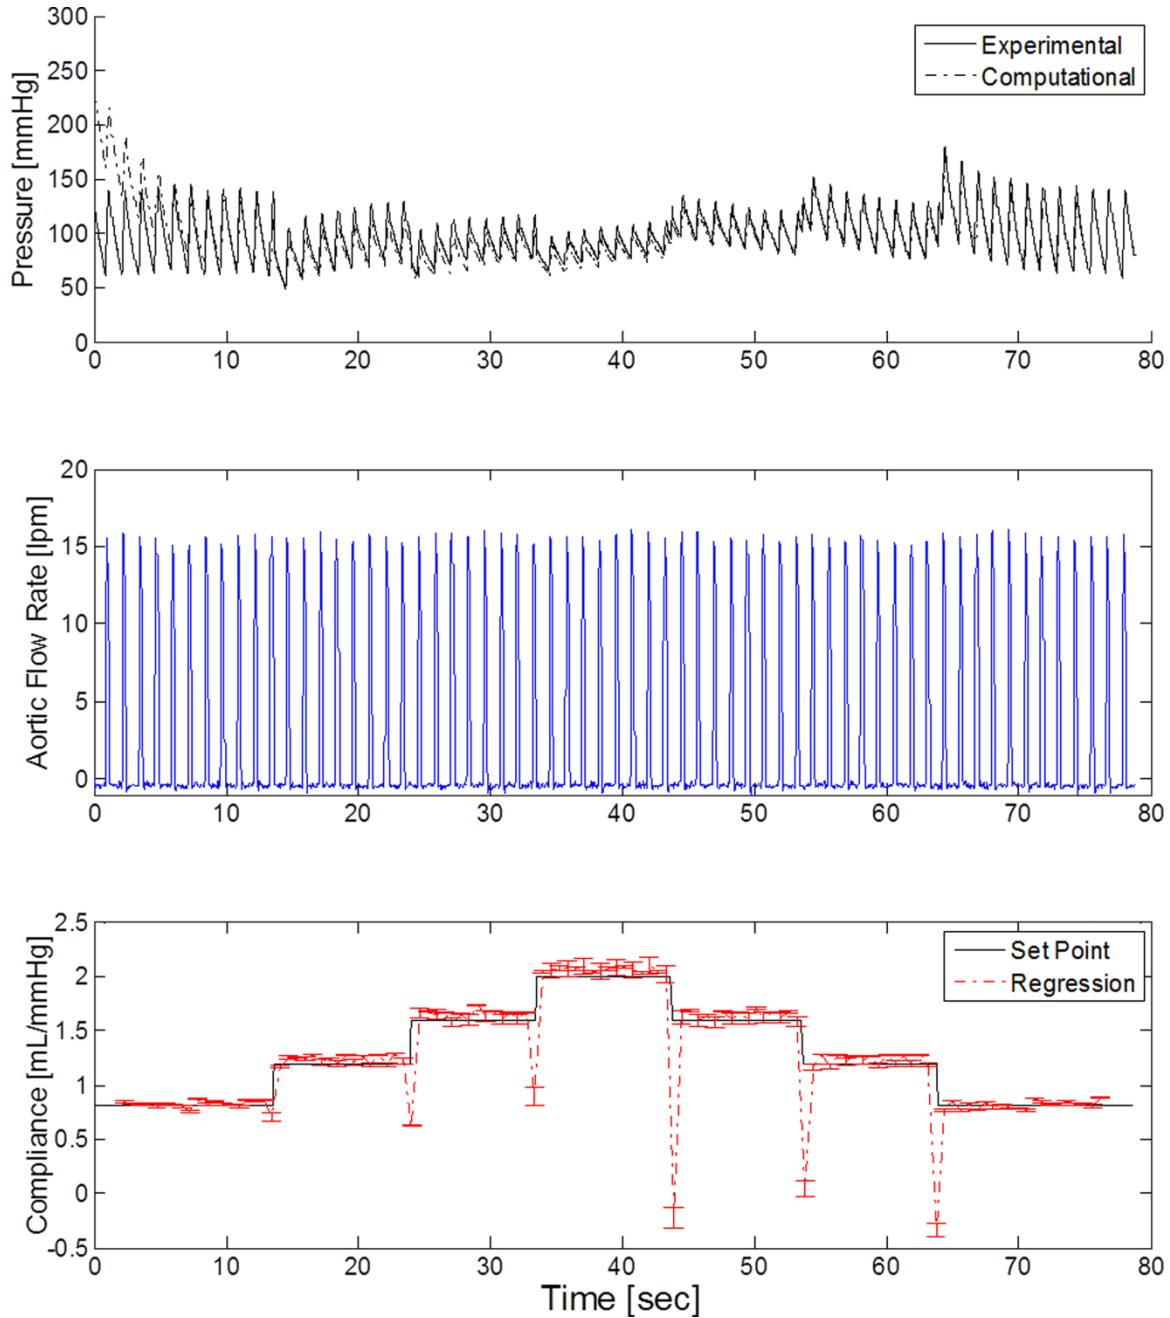 300
250
200
150
100
50
0
Pressure [mmHg]
Experimental
Computational
0 10 20 30 40 50 60 70 80
20
15
10
5
0
Aortic Flow Rate [lpm]
0 10 20 30 40 50 60 70 80
2.5
2
1.5
1
0.5
0
-0.5
Compliance [mL/mmHg]
Set Point
Regression
0 10 20 30 40 50 60 70 80
Time [sec]